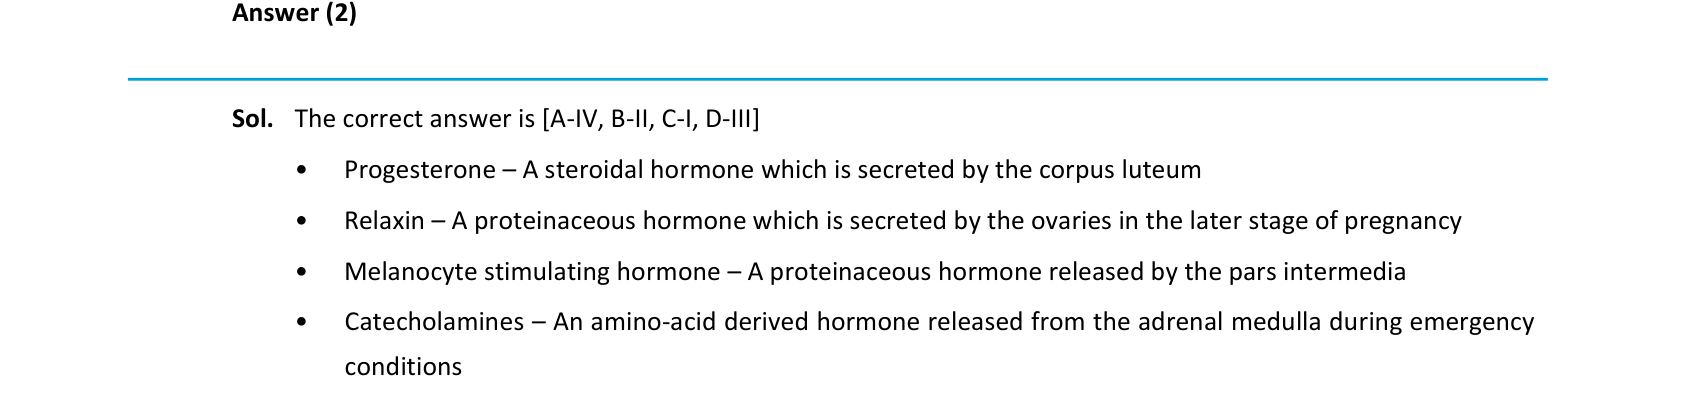 Answer (2)
Sol. The correct answer is [A-IV, B-II, C-I, D-III]
• Progesterone – A steroidal hormone which is secreted by the corpus luteum
• Relaxin – A proteinaceous hormone which is secreted by the ovaries in the later stage of pregnancy
• Melanocyte stimulating hormone – A proteinaceous hormone released by the pars intermedia
• Catecholamines – An amino-acid derived hormone released from the adrenal medulla during emergency
conditions